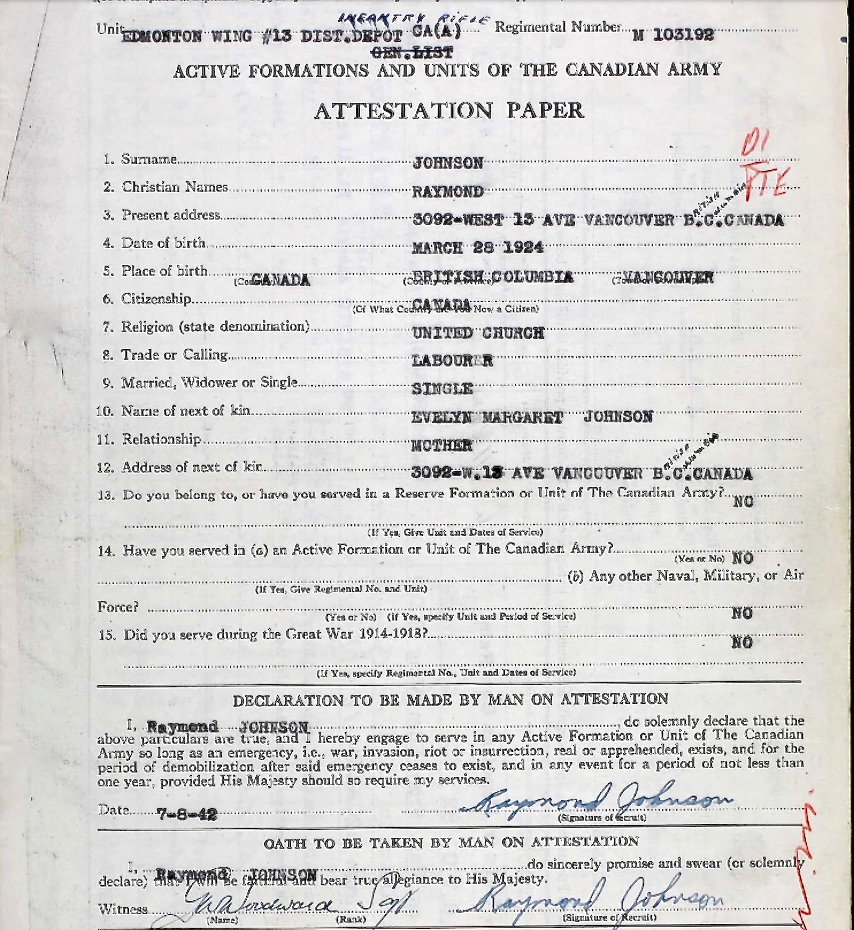 INFANTRY RIFLE
Unit EDMONTON WING #13 DIST.DEPOT CA(A) Regimental Number M 103192
GEN.LIST
ACTIVE FORMATIONS AND UNITS OF THE CANADIAN ARMY
ATTESTATION PAPER
DI
PTE
1. Surname JOHNSON
2. Christian Names RAYMOND
3. Present address 3092-WEST 13 AVE VANCOUVER B.C.CANADA
4. Date of birth MARCH 28 1924
5. Place of birth CANADA BRITISH COLUMBIA VANCOUVER
6. Citizenship CANADA
(Of What Country are You Now a Citizen)
7. Religion (state denomination) UNITED CHURCH
8. Trade or Calling LABOURER
9. Married, Widower or Single SINGLE
10. Name of next of kin EVELYN MARGARET JOHNSON
11. Relationship MOTHER
12. Address of next of kin 3092-W.13 AVE VANCOUVER B.C.CANADA
13. Do you belong to, or have you served in a Reserve Formation or Unit of The Canadian Army? NO
(If Yes, Give Unit and Dates of Service)
14. Have you served in (a) an Active Formation or Unit of The Canadian Army? (Yes or No) NO
(b) Any other Naval, Military, or Air
(If Yes, Give Regimental No. and Unit)
Force? NO
(Yes or No) (If Yes, specify Unit and Period of Service)
15. Did you serve during the Great War 1914-1918? NO
(If Yes, specify Regimental No., Unit and Dates of Service)
DECLARATION TO BE MADE BY MAN ON ATTESTATION
I, Raymond JOHNSON, do solemnly declare that the
above particulars are true, and I hereby engage to serve in any Active Formation or Unit of The Canadian
Army so long as an emergency, i.e., war, invasion, riot or insurrection, real or apprehended, exists, and for the
period of demobilization after said emergency ceases to exist, and in any event for a period of not less than
one year, provided His Majesty should so require my services.
Date 7-8-42 Raymond Johnson
(Signature of Recruit)
OATH TO BE TAKEN BY MAN ON ATTESTATION
I, Raymond JOHNSON do sincerely promise and swear (or solemnly
declare) that I will be faithful and bear true allegiance to His Majesty.
Witness Woodward Sgt Raymond Johnson
(Name) (Rank) (Signature of Recruit)